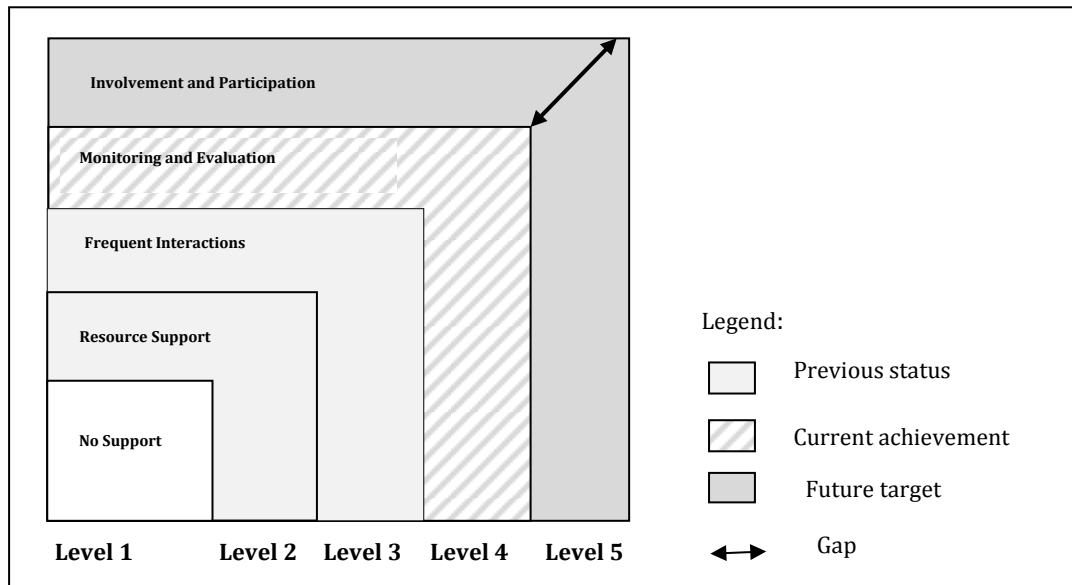 Involvement and Participation
Monitoring and Evaluation
Frequent Interactions
Resource Support
No Support
Level 1 Level 2 Level 3 Level 4 Level 5
Legend:
Previous status
Current achievement
Future target
Gap